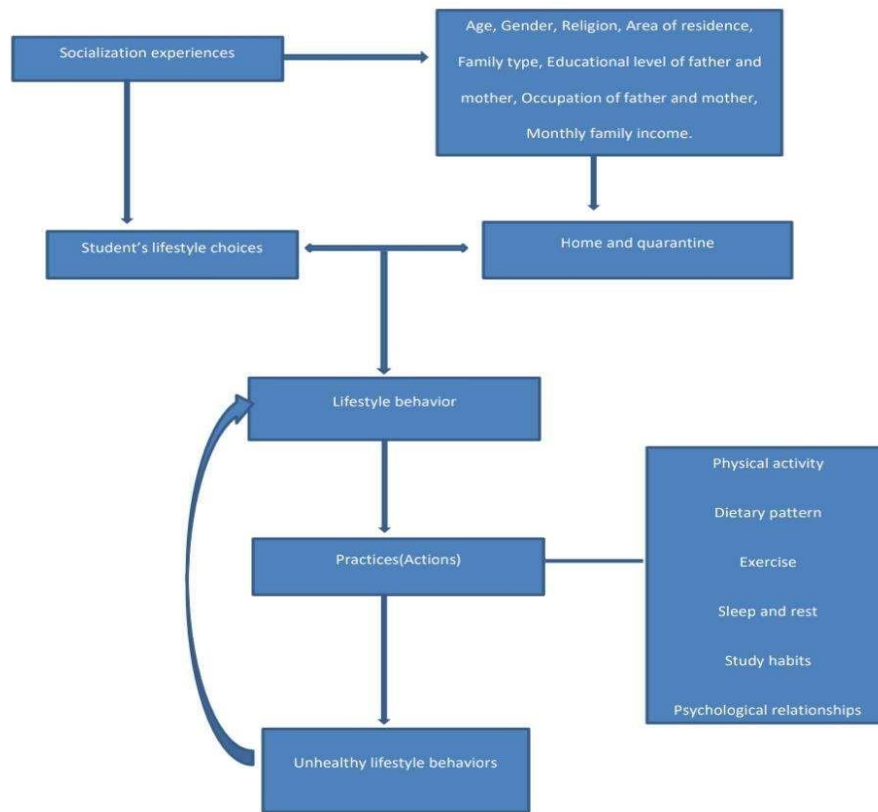 Socialization experiences
Age, Gender, Religion, Area of residence,
Family type, Educational level of father and
mother, Occupation of father and mother,
Monthly family income.
Student’s lifestyle choices
Home and quarantine
Lifestyle behavior
Practices(Actions)
Physical activity
Dietary pattern
Exercise
Sleep and rest
Study habits
Psychological relationships
Unhealthy lifestyle behaviors